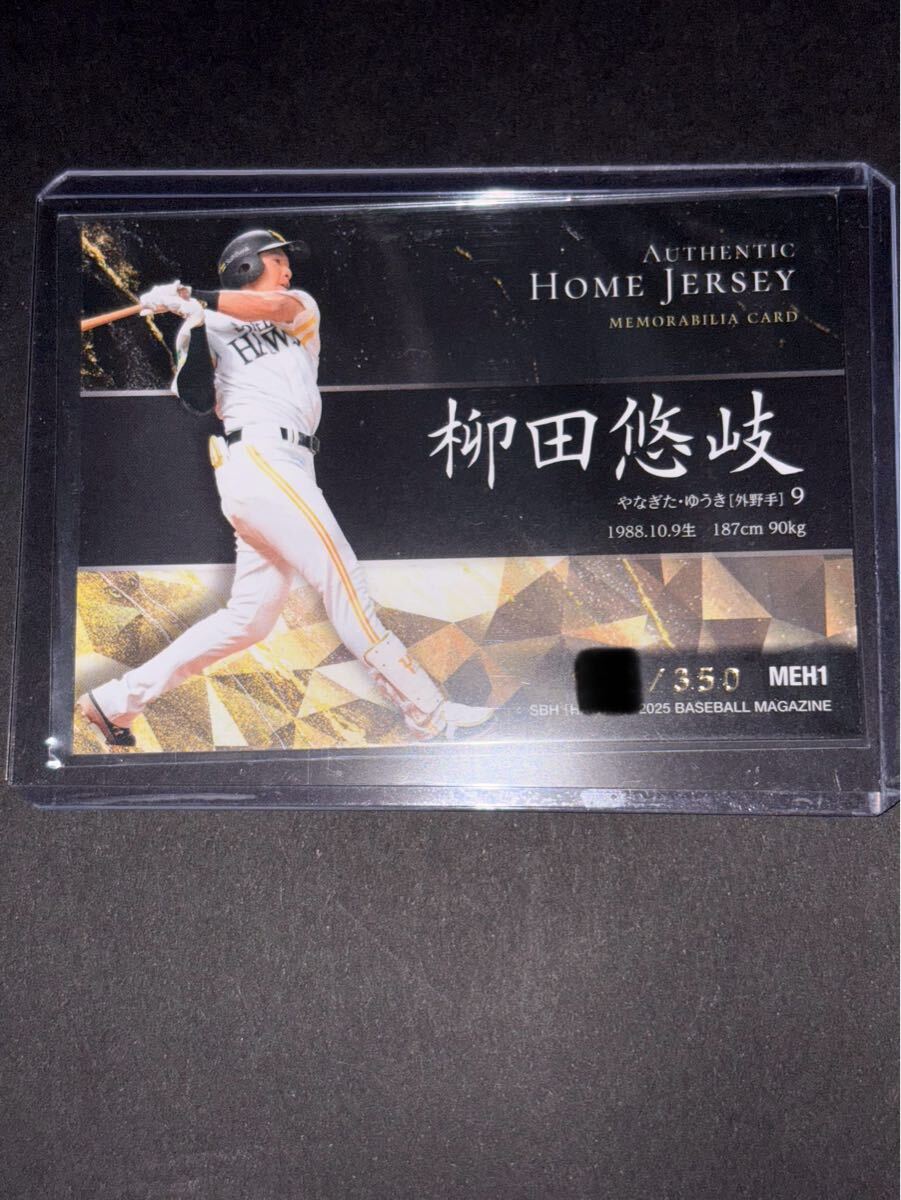 AUTHENTIC
HOME JERSEY
MEMORABILIA CARD
柳田悠岐
やなぎた・ゆうき[外野手] 9
1988.10.9生 187cm 90kg
/350 MEH1
SBH 2025 BASEBALL MAGAZINE